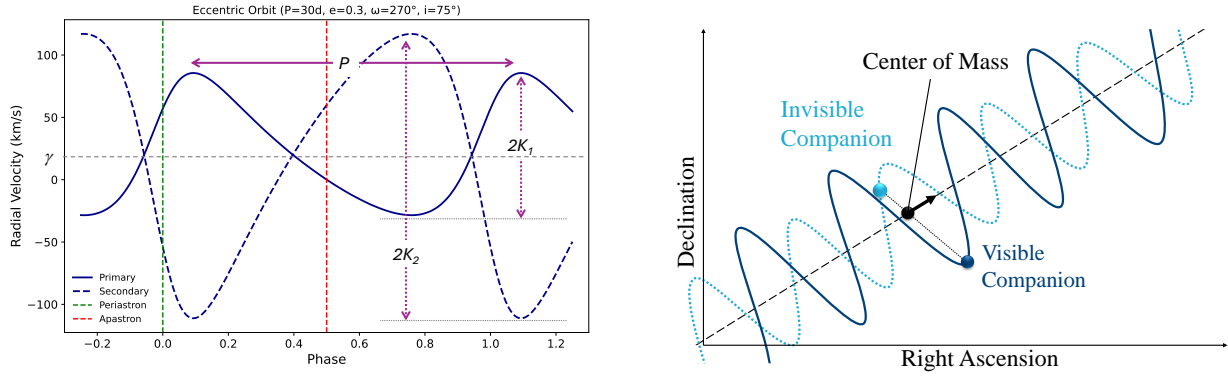 Eccentric Orbit (P=30d, e=0.3, ω=270°, i=75°)
Radial Velocity (km/s)
100
50
γ
0
−50
−100
P
2K₁
2K₂
Primary
Secondary
Periastron
Apastron
−0.2
0.0
0.2
0.4
0.6
0.8
1.0
1.2
Phase
Center of Mass
Invisible
Companion
Visible
Companion
Declination
Right Ascension